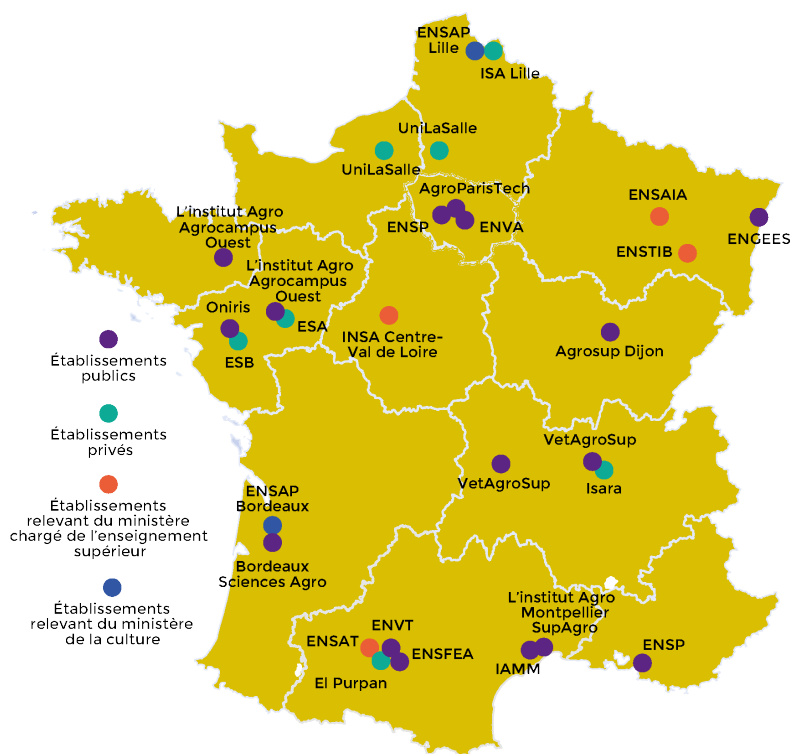 ENSAP
Lille
ISA Lille
UniLaSalle
UniLaSalle
AgroParisTech
ENSP
ENVA
ENSAIA
ENGEES
ENSTIB
L'institut Agro
Agrocampus
Ouest
L'institut Agro
Agrocampus
Ouest
Oniris
ESA
ESB
INSA Centre-
Val de Loire
Agrosup Dijon
Établissements
publics
Établissements
privés
Établissements
relevant du ministère
chargé de l'enseignement
supérieur
Établissements
relevant du ministère
de la culture
VetAgroSup
VetAgroSup
Isara
ENSAP
Bordeaux
Bordeaux
Sciences Agro
ENVT
ENSAT
ENSFEA
EI Purpan
L'institut Agro
Montpellier
SupAgro
IAMM
ENSP